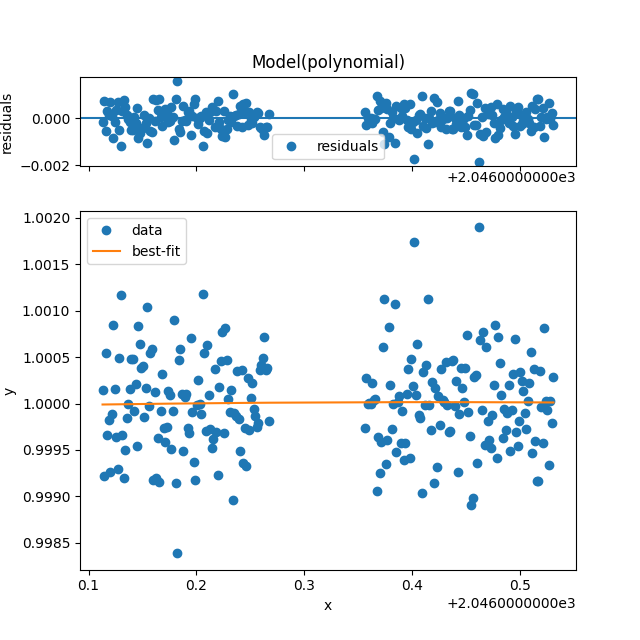 Model(polynomial)
residuals
0.000
−0.002
residuals
+2.0460000000e3
y
1.0020
1.0015
1.0010
1.0005
1.0000
0.9995
0.9990
0.9985
data
best-fit
0.1
0.2
0.3
0.4
0.5
x
+2.0460000000e3